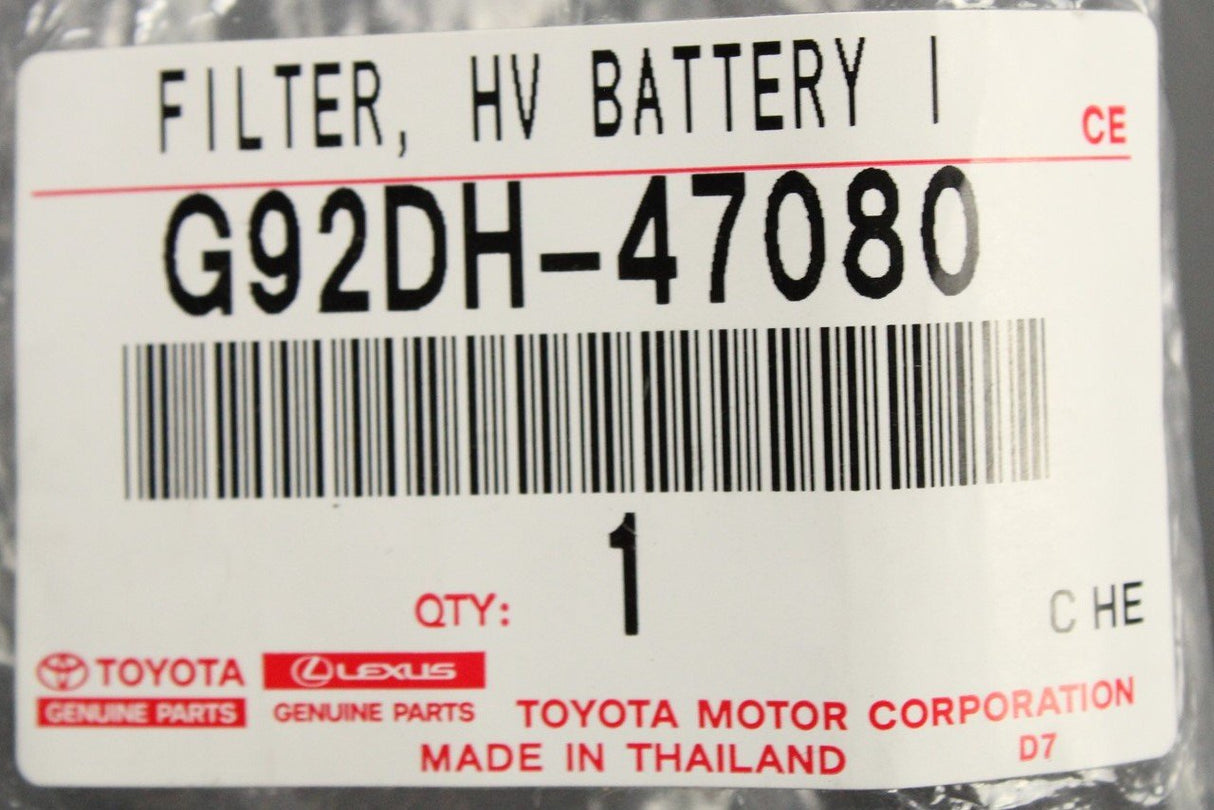 FILTER, HV BATTERY I
CE
G92DH-47080
1
QTY:
C HE
TOYOTA
GENUINE PARTS
LEXUS
GENUINE PARTS
TOYOTA MOTOR CORPORATION
MADE IN THAILAND
D7